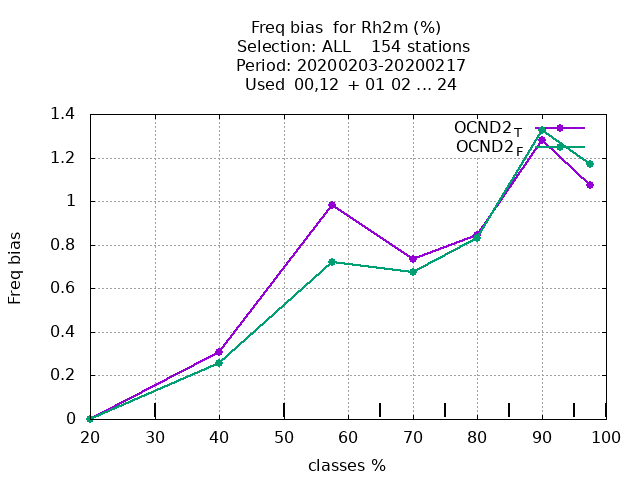 Freq bias  for Rh2m (%)
Selection: ALL    154 stations
Period: 20200203-20200217
Used  00,12  + 01 02 ... 24
OCND2T
OCND2F
1.4
1.2
1
0.8
0.6
0.4
0.2
0
Freq bias
20 30 40 50 60 70 80 90 100
classes %